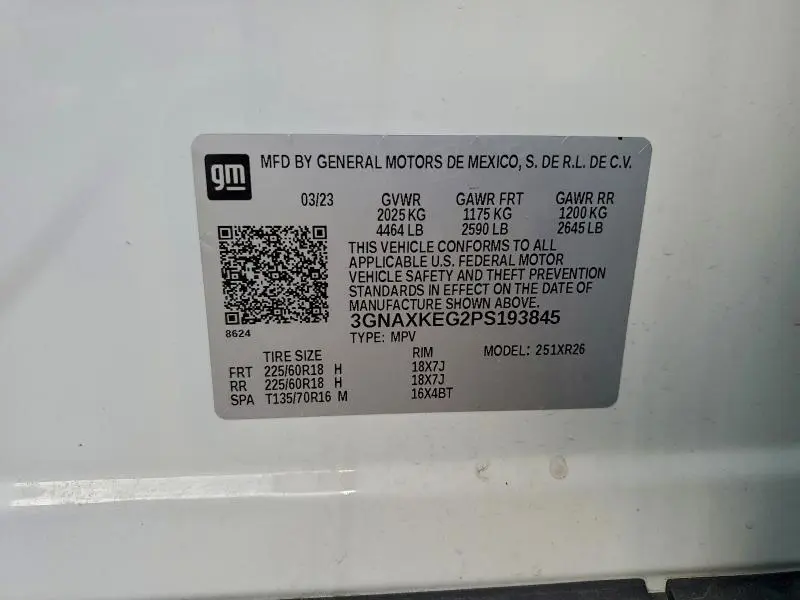 gm MFD BY GENERAL MOTORS DE MEXICO, S. DE R.L. DE C.V.
03/23 GVWR GAWR FRT GAWR RR
2025 KG 1175 KG 1200 KG
4464 LB 2590 LB 2645 LB
THIS VEHICLE CONFORMS TO ALL
APPLICABLE U.S. FEDERAL MOTOR
VEHICLE SAFETY AND THEFT PREVENTION
STANDARDS IN EFFECT ON THE DATE OF
MANUFACTURE SHOWN ABOVE.
8624
3GNAXKEG2PS193845
TYPE: MPV MODEL: 251XR26
TIRE SIZE RIM
FRT 225/60R18 H 18X7J
RR 225/60R18 H 18X7J
SPA T135/70R16 M 16X4BT